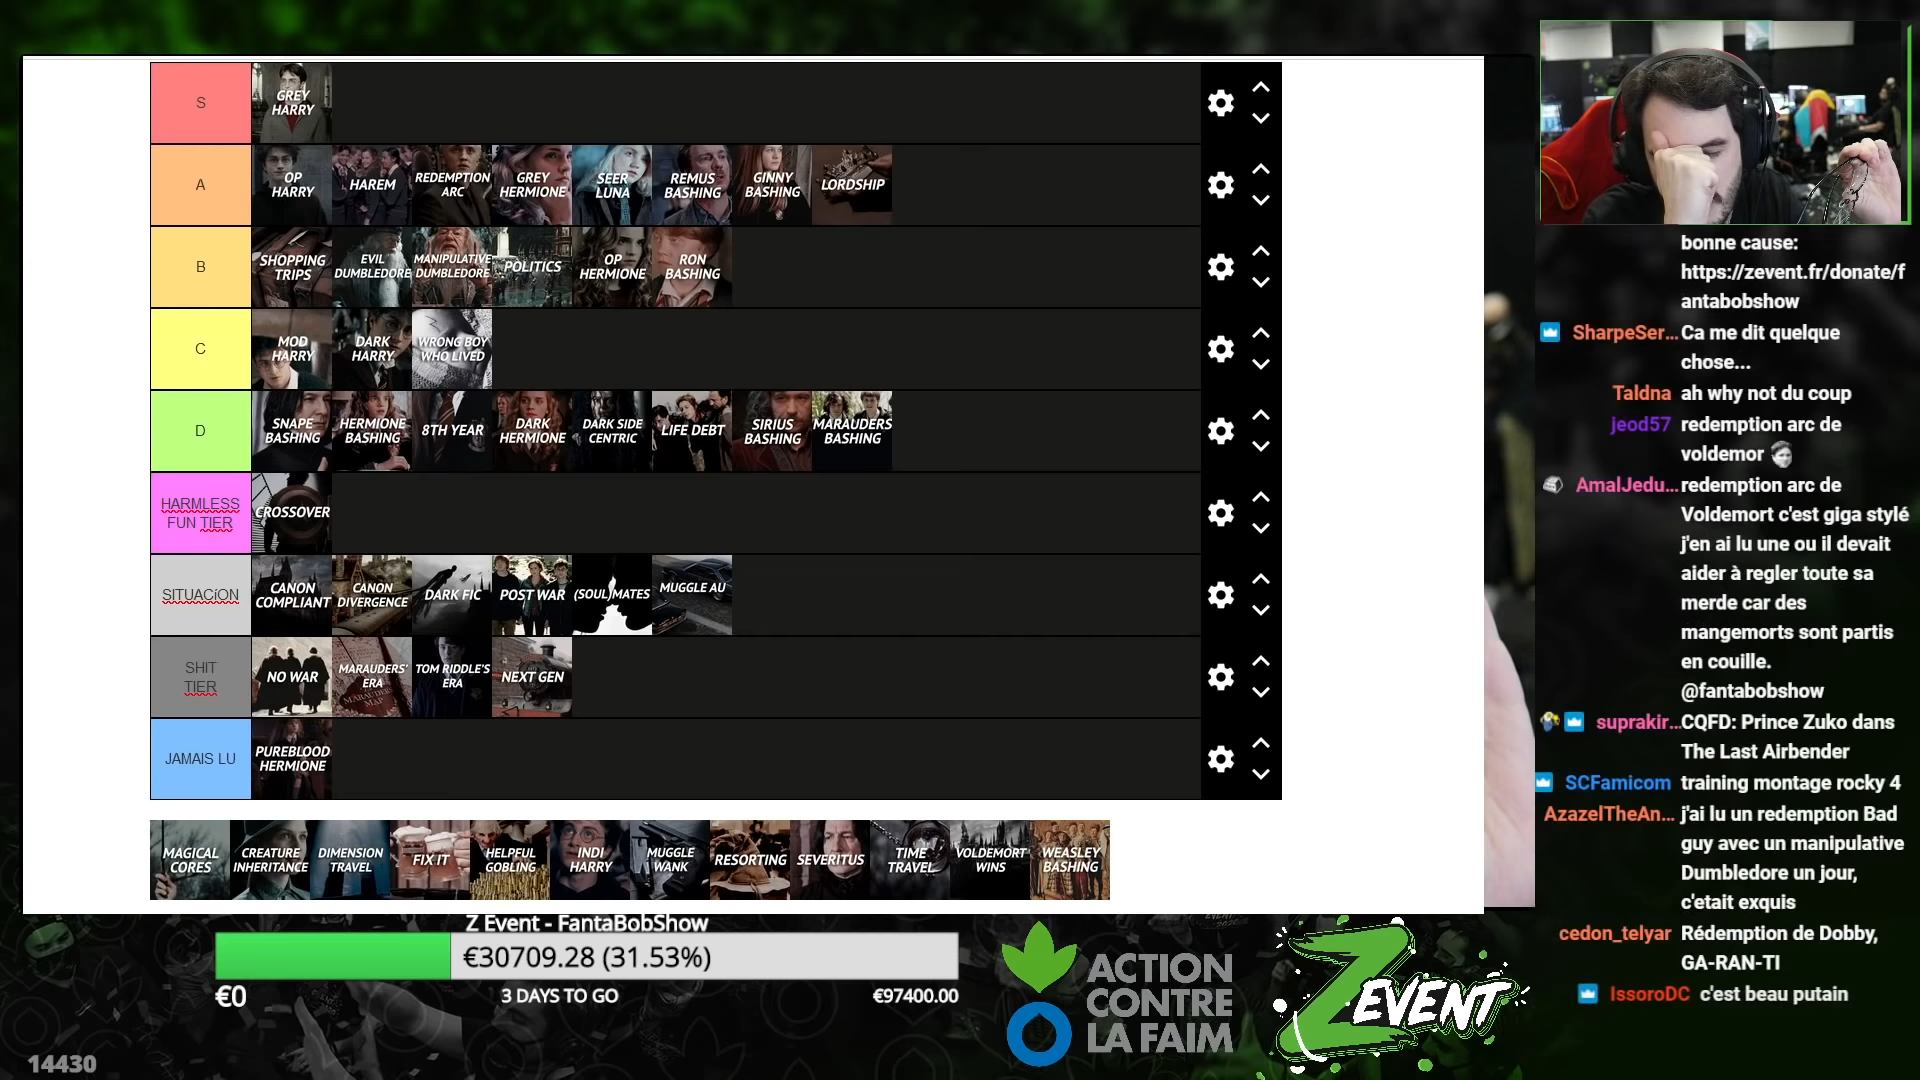 S
GREY
HARRY
A
OP
HARRY
HAREM
REDEMPTION
ARC
GREY
HERMIONE
SEER
LUNA
REMUS
BASHING
GINNY
BASHING
LORDSHIP
B
SHOPPING
TRIPS
EVIL
DUMBLEDORE
MANIPULATIVE
DUMBLEDORE
POLITICS
OP
HERMIONE
RON
BASHING
C
MOD
HARRY
DARK
HARRY
WRONG BOY
WHO LIVED
D
SNAPE
BASHING
HERMIONE
BASHING
8TH YEAR
DARK
HERMIONE
DARK SIDE
CENTRIC
LIFE DEBT
SIRIUS
BASHING
MARAUDERS
BASHING
HARMLESS
FUN TIER
CROSSOVER
SITUACíON
CANON
COMPLIANT
CANON
DIVERGENCE
DARK FIC
POST WAR
(SOUL)MATES
MUGGLE AU
SHIT
TIER
NO WAR
MARAUDERS'
ERA
TOM RIDDLE'S
ERA
NEXT GEN
JAMAIS LU
PUREBLOOD
HERMIONE
MAGICAL
CORES
CREATURE
INHERITANCE
DIMENSION
TRAVEL
FIX IT
HELPFUL
GOBLING
INDI
HARRY
MUGGLE
WANK
RESORTING
SEVERITUS
TIME
TRAVEL
VOLDEMORT
WINS
WEASLEY
BASHING
Z Event - FantaBobShow
€30709.28 (31.53%)
€0
3 DAYS TO GO
€97400.00
14430
ACTION
CONTRE
LA FAIM
ZEVENT
bonne cause:
https://zevent.fr/donate/f
antabobshow
SharpeSer... Ca me dit quelque
chose...
Taldna ah why not du coup
jeod57 redemption arc de
voldemor
AmalJedu... redemption arc de
Voldemort c'est giga stylé
j'en ai lu une ou il devait
aider à regler toute sa
merde car des
mangemorts sont partis
en couille.
@fantabobshow
suprakir... CQFD: Prince Zuko dans
The Last Airbender
SCFamicom training montage rocky 4
AzazelTheAn... j'ai lu un redemption Bad
guy avec un manipulative
Dumbledore un jour,
c'etait exquis
cedon_telyar Rédemption de Dobby,
GA-RAN-TI
IssoroDC c'est beau putain